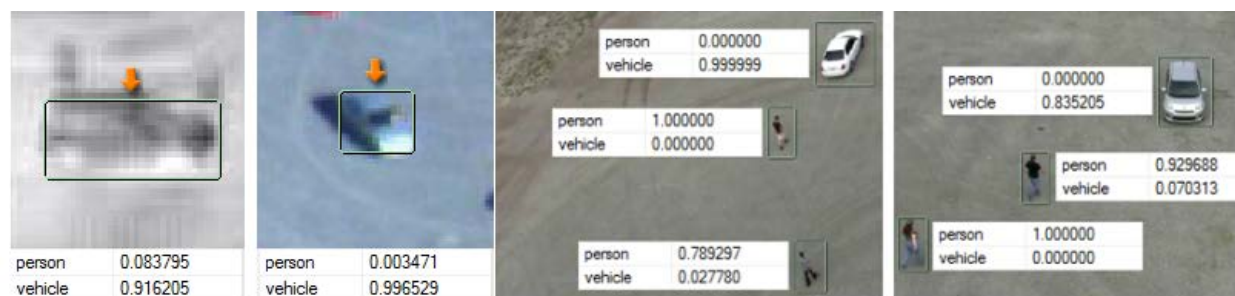 person 0.083795
vehicle 0.916205
person 0.003471
vehicle 0.996529
person 0.000000
vehicle 0.999999
person 1.000000
vehicle 0.000000
person 0.789297
vehicle 0.027780
person 0.000000
vehicle 0.835205
person 0.929688
vehicle 0.070313
person 1.000000
vehicle 0.000000